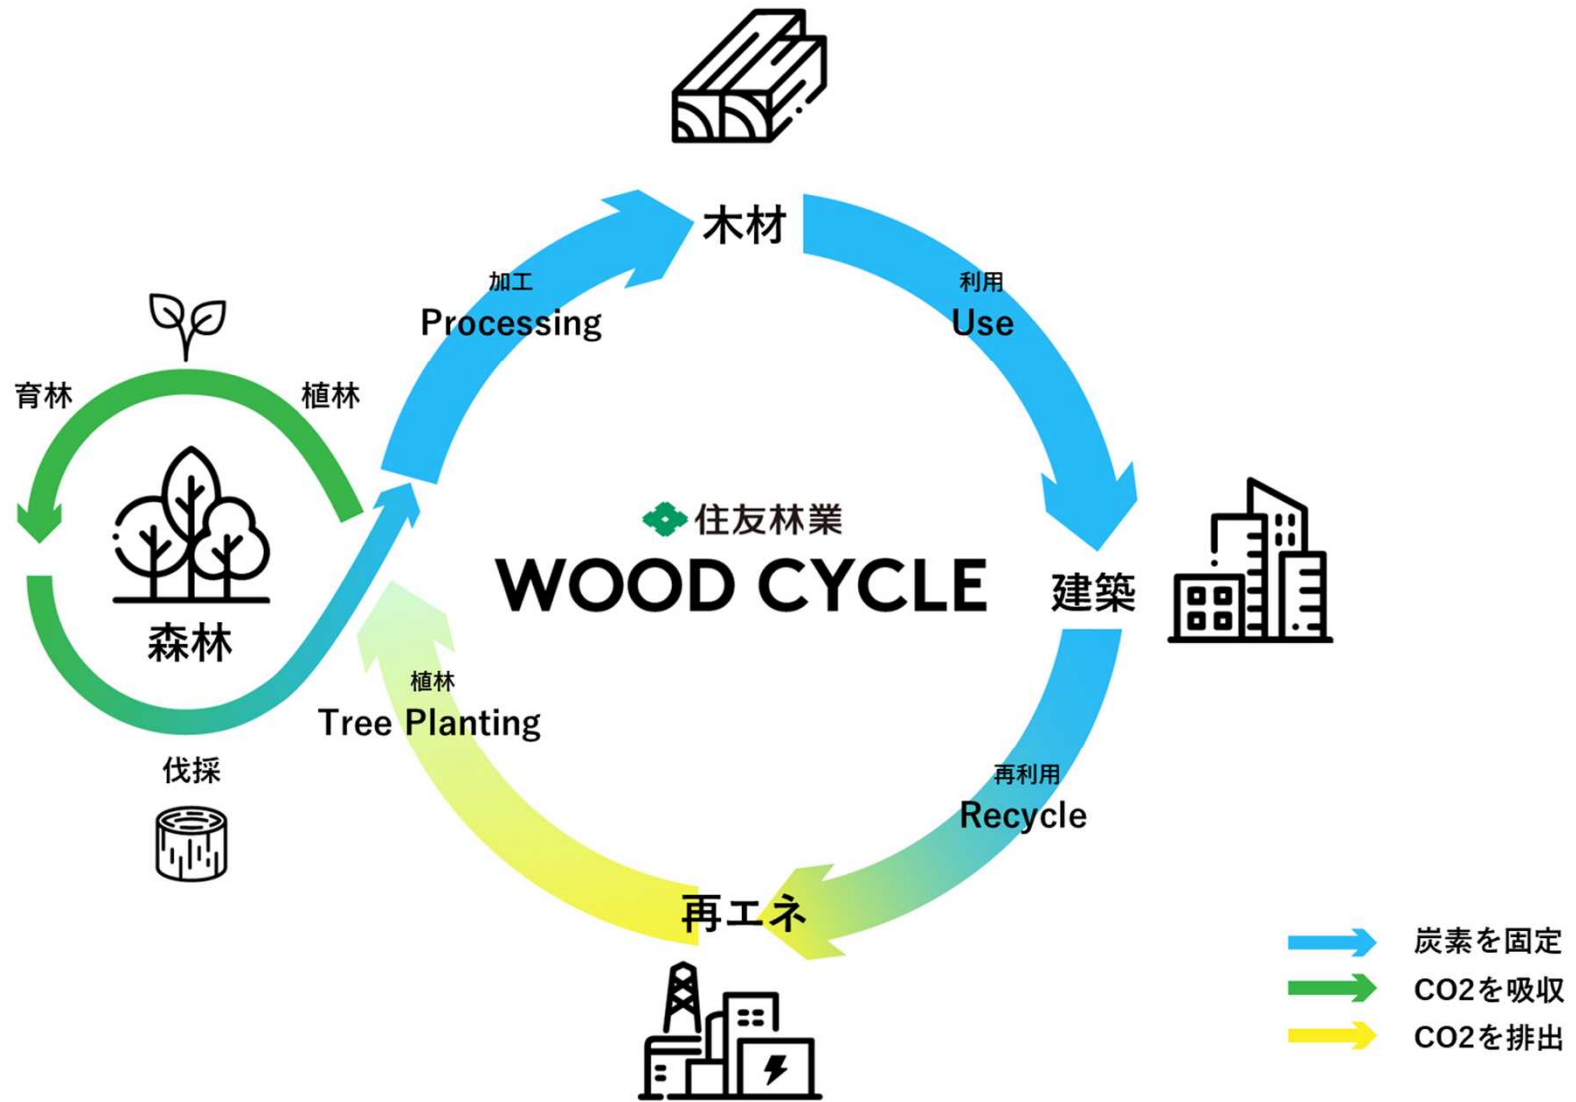 木材
加工
Processing
利用
Use
育林
植林
森林
伐採
住友林業
WOOD CYCLE
建築
植林
Tree Planting
再利用
Recycle
再エネ
炭素を固定
CO2を吸収
CO2を排出